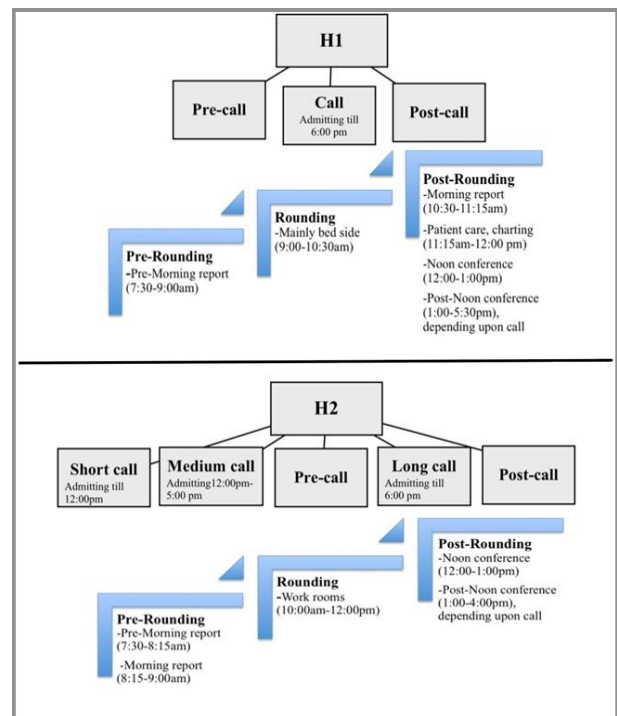 H1
Pre-call
Call
Admitting till
6:00 pm
Post-call
Pre-Rounding
-Pre-Morning report
(7:30-9:00am)
Rounding
-Mainly bed side
(9:00-10:30am)
Post-Rounding
-Morning report
(10:30-11:15am)
-Patient care, charting
(11:15am-12:00 pm)
-Noon conference
(12:00-1:00pm)
-Post-Noon conference
(1:00-5:30pm),
depending upon call
H2
Short call
Admitting till
12:00pm
Medium call
Admitting12:00pm-
5:00 pm
Pre-call
Long call
Admitting till
6:00 pm
Post-call
Pre-Rounding
-Pre-Morning report
(7:30-8:15am)
-Morning report
(8:15-9:00am)
Rounding
-Work rooms
(10:00am-12:00pm)
Post-Rounding
-Noon conference
(12:00-1:00pm)
-Post-Noon conference
(1:00-4:00pm),
depending upon call